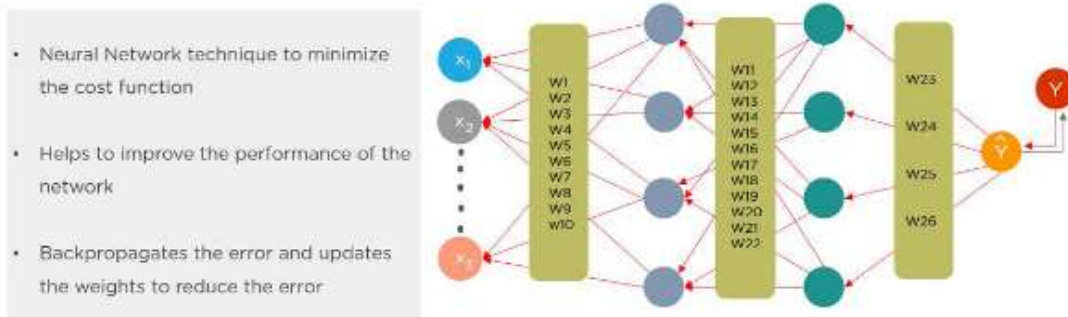 • Neural Network technique to minimize
the cost function
• Helps to improve the performance of the
network
• Backpropagates the error and updates
the weights to reduce the error
x₁
x₂
W1
W2
W3
W4
W5
W6
W7
W8
W9
w10
W11
W12
W13
W14
W15
W16
W17
W18
W19
W20
W21
W22
W23
W24
W25
W26
Ŷ
Y